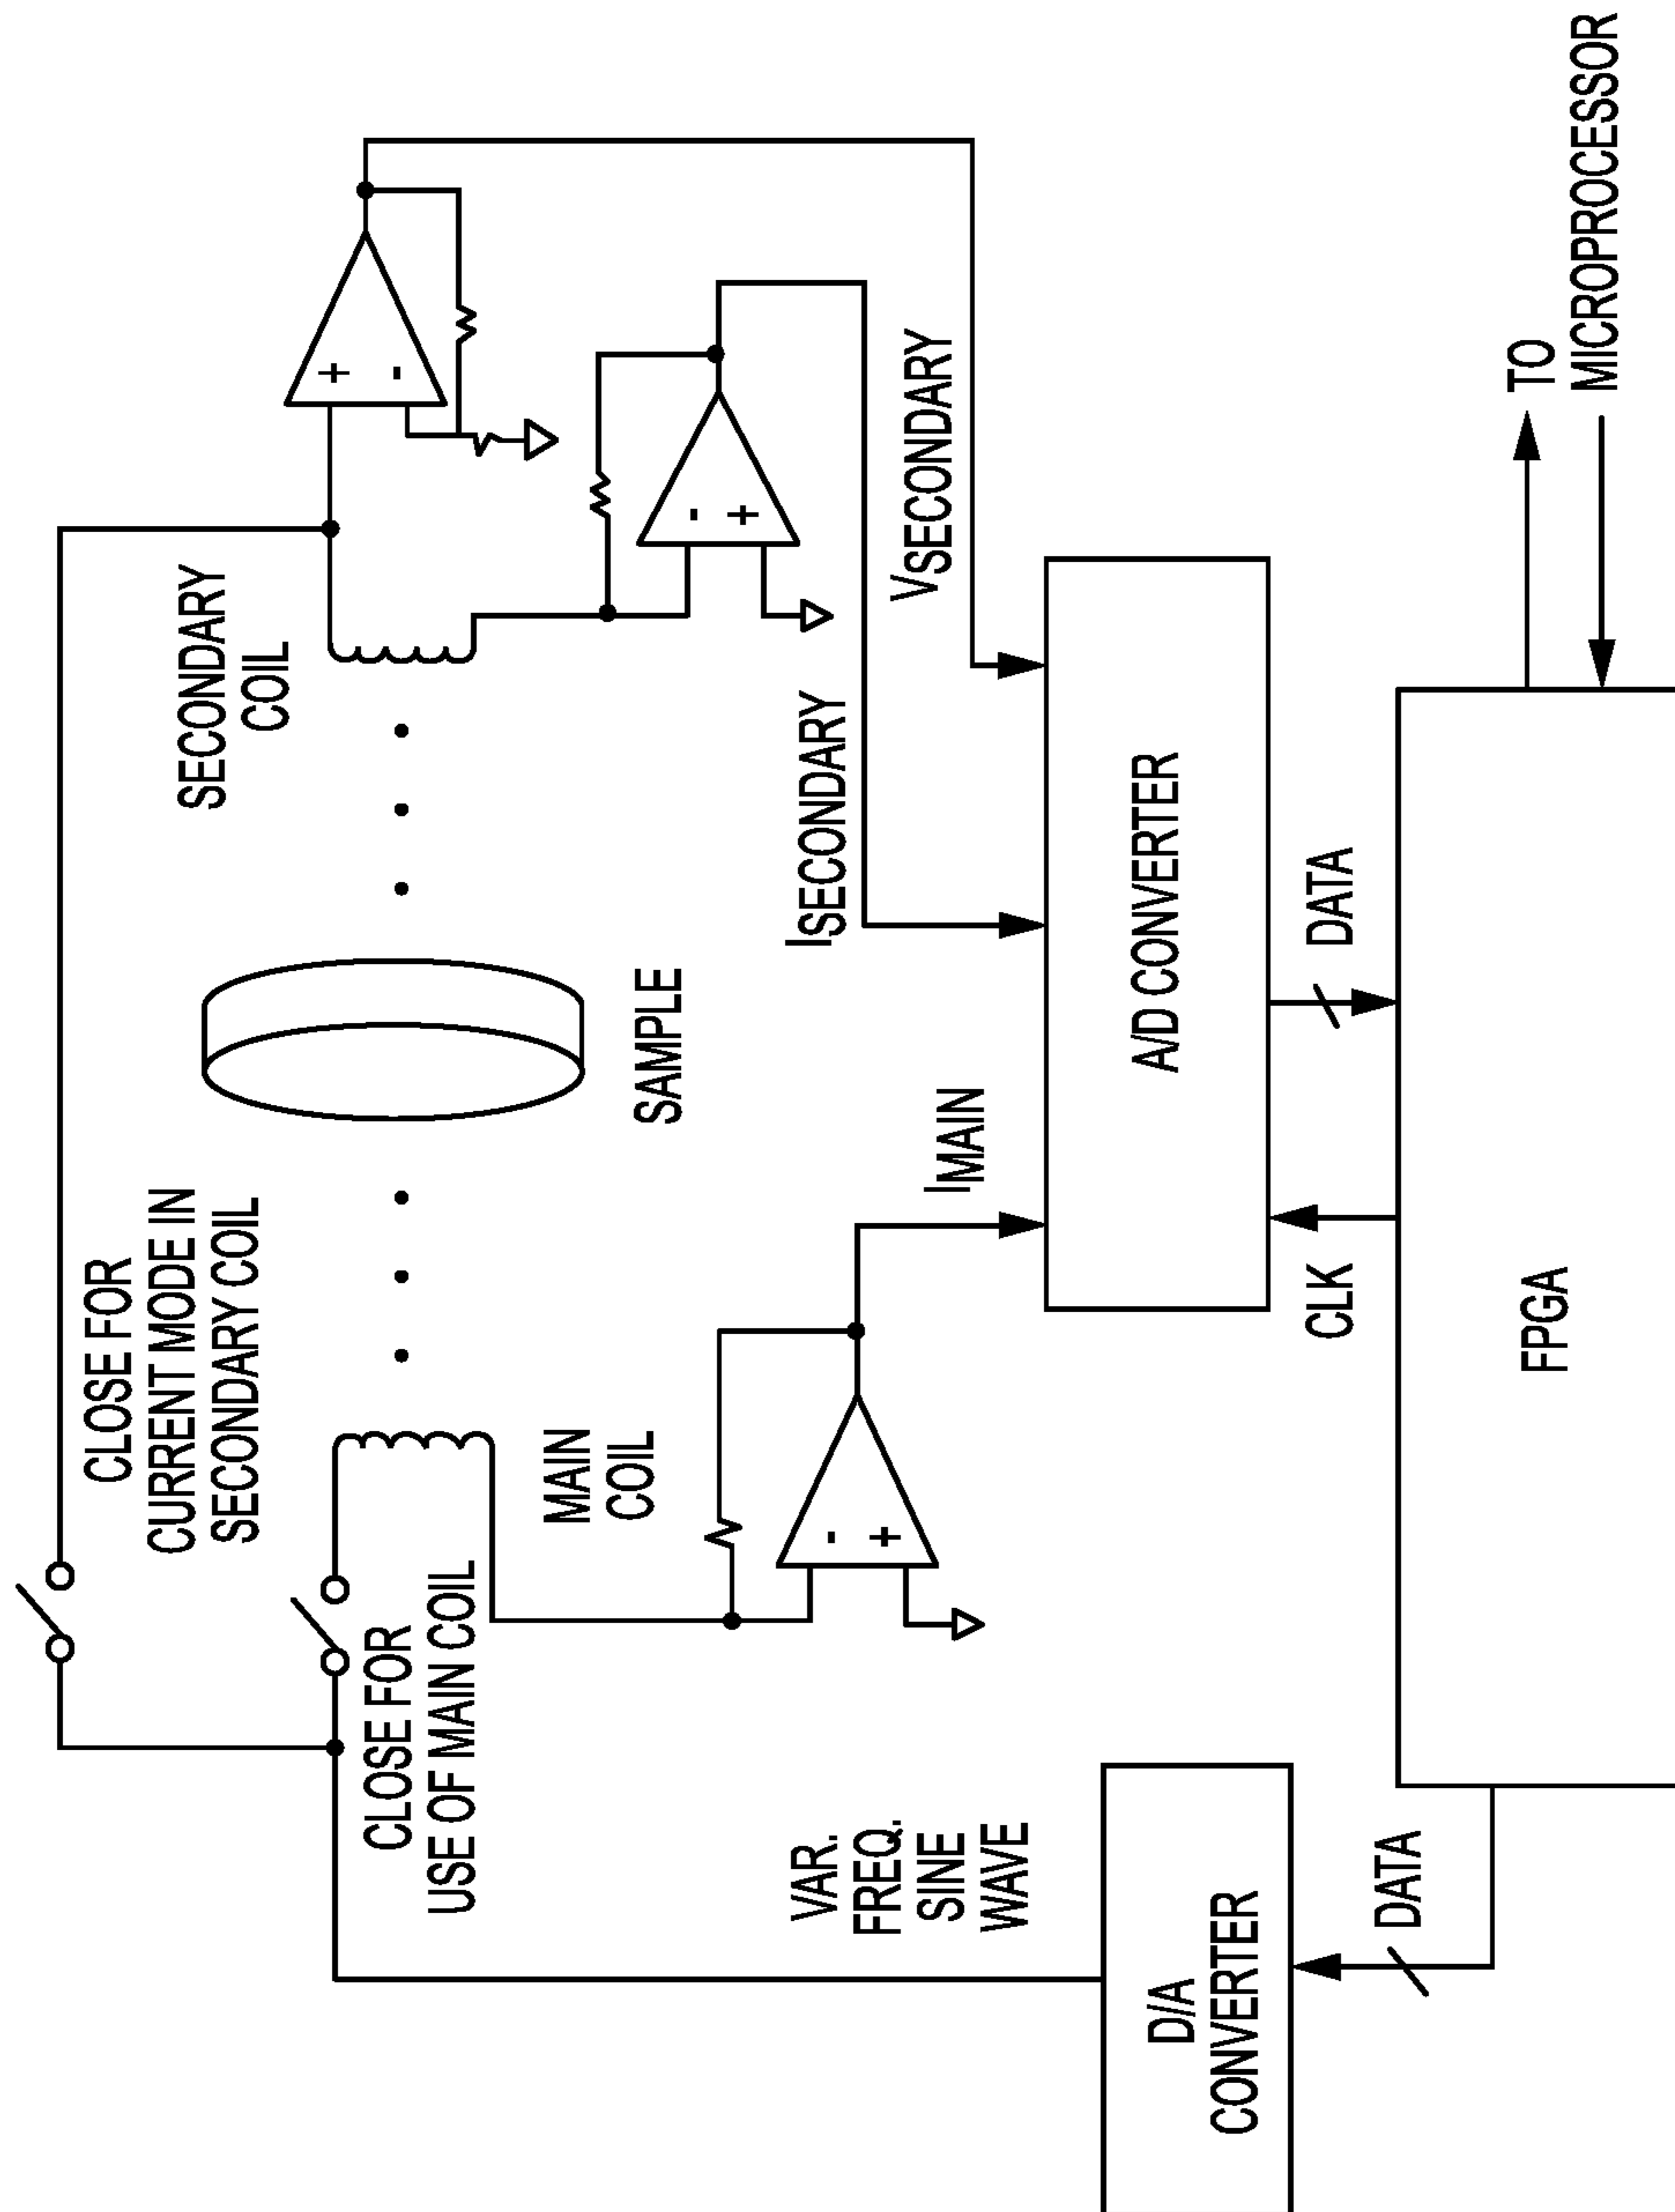 CLOSE FOR
CURRENT MODE IN
SECONDARY COIL
SECONDARY
COIL
CLOSE FOR
USE OF MAIN COIL
+
-
MAIN
COIL
SAMPLE
-
+
VAR.
FREQ.
SINE
WAVE
-
+
IMAIN
ISECONDARY
VSECONDARY
D/A
CONVERTER
A/D CONVERTER
DATA
CLK
DATA
FPGA
TO
MICROPROCESSOR